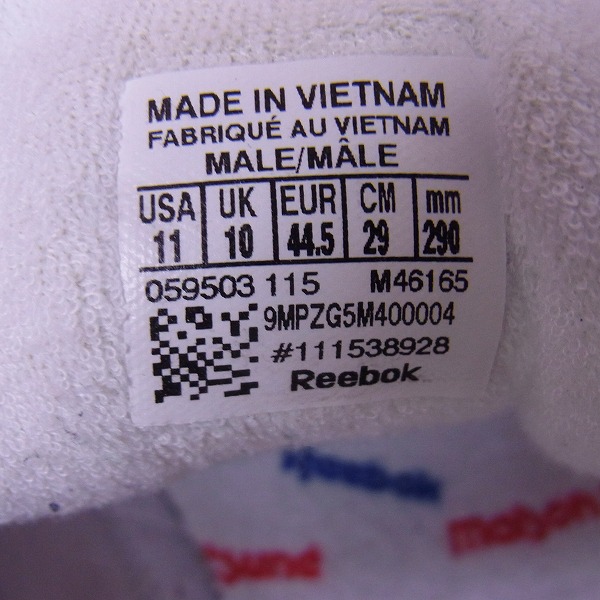 MADE IN VIETNAM
FABRIQUÉ AU VIETNAM
MALE/MÂLE
USA UK EUR CM mm
11 10 44.5 29 290
059503 115 M46165
9MPZG5M400004
#111538928
Reebok
Reebok